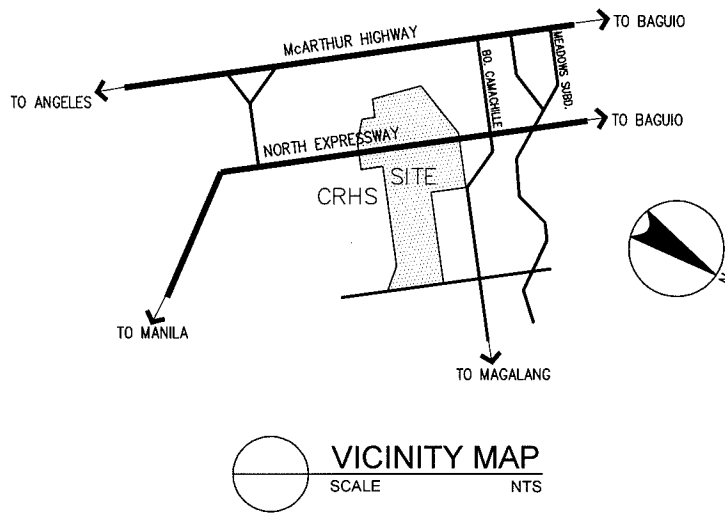 TO BAGUIO
McARTHUR HIGHWAY
MEADOWS SUBD.
BO. CAMACHILLE
TO ANGELES
TO BAGUIO
NORTH EXPRESSWAY
SITE
CRHS
N
TO MANILA
TO MAGALANG
VICINITY MAP
SCALE NTS